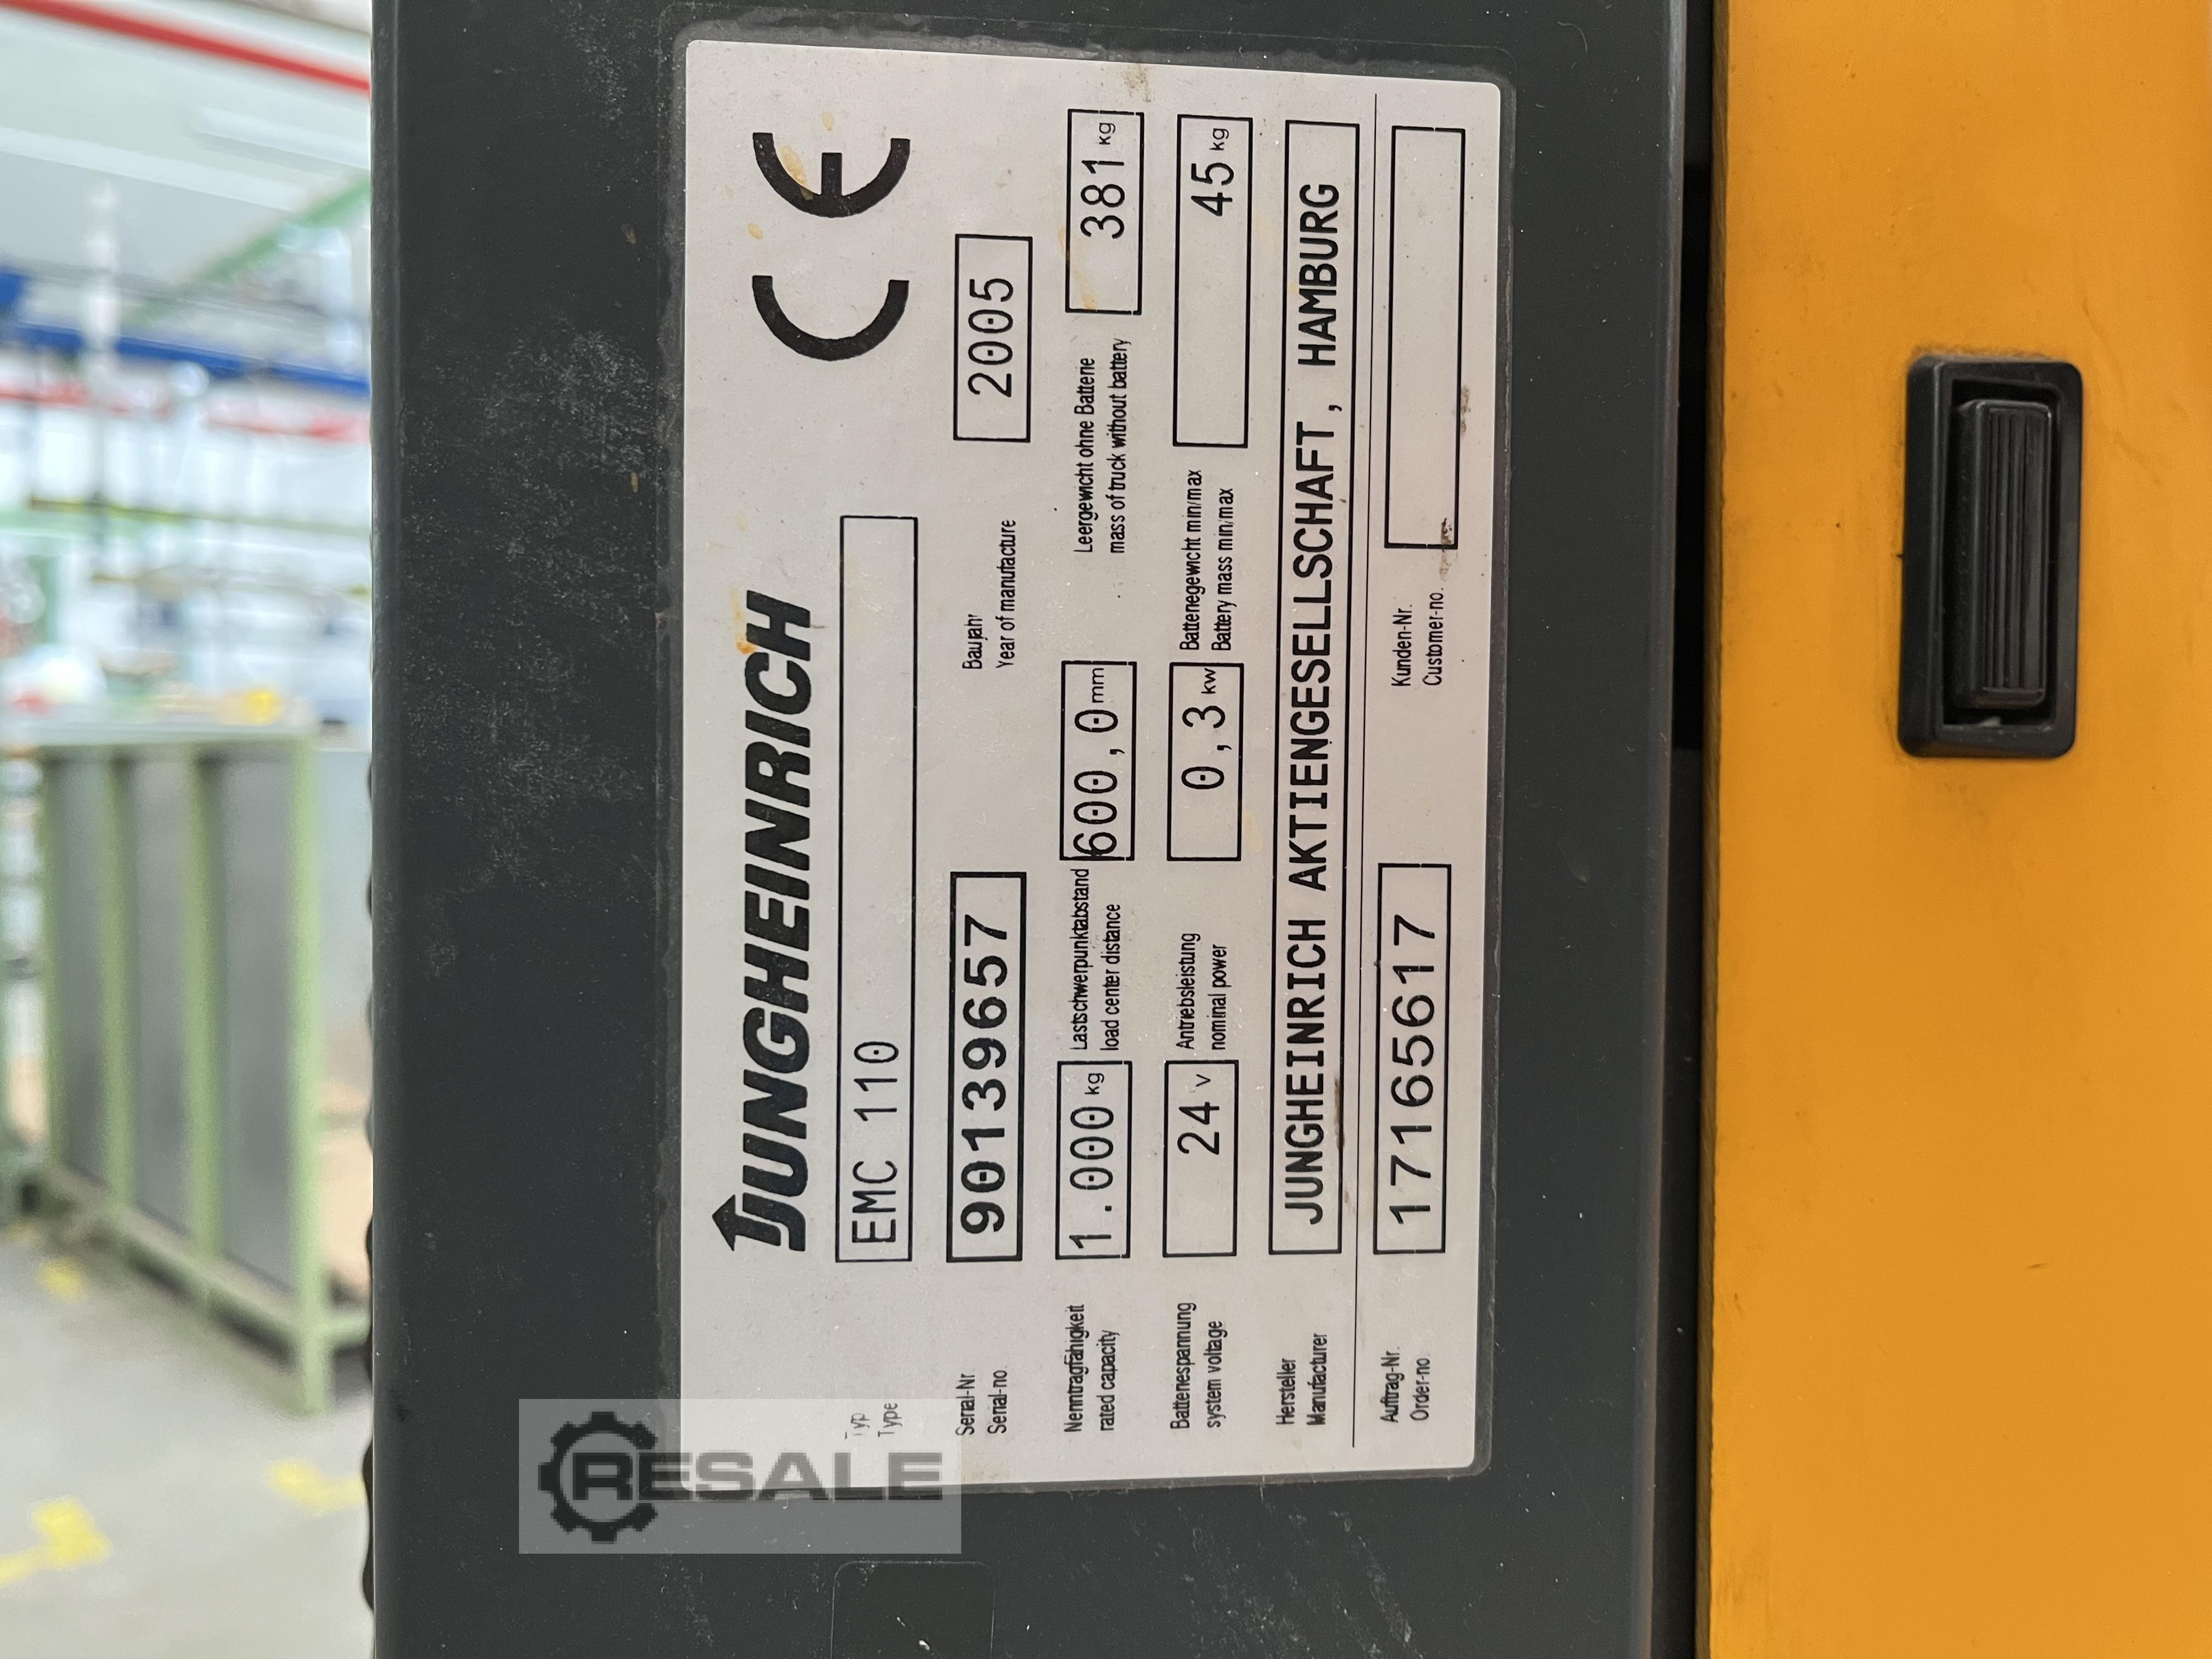 JUNGHEINRICH
CE
Typ
Type
EMC 110
Serial-Nr.
Serial-no.
90139657
Baujahr
Year of manufacture
2005
Nenntragfähigkeit
rated capacity
1.000 kg
Lastschwerpunktabstand
load center distance
600,0 mm
Leergewicht ohne Batterie
mass of truck without battery
381 kg
Batteriespannung
system voltage
24 V
Antriebsleistung
nominal power
0,3 kw
Batteriegewicht min/max
Battery mass min/max
45 kg
Hersteller
Manufacturer
JUNGHEINRICH AKTIENGESELLSCHAFT, HAMBURG
Auftrag-Nr.
Order-no.
17165617
Kunden-Nr.
Customer-no.
RESALE